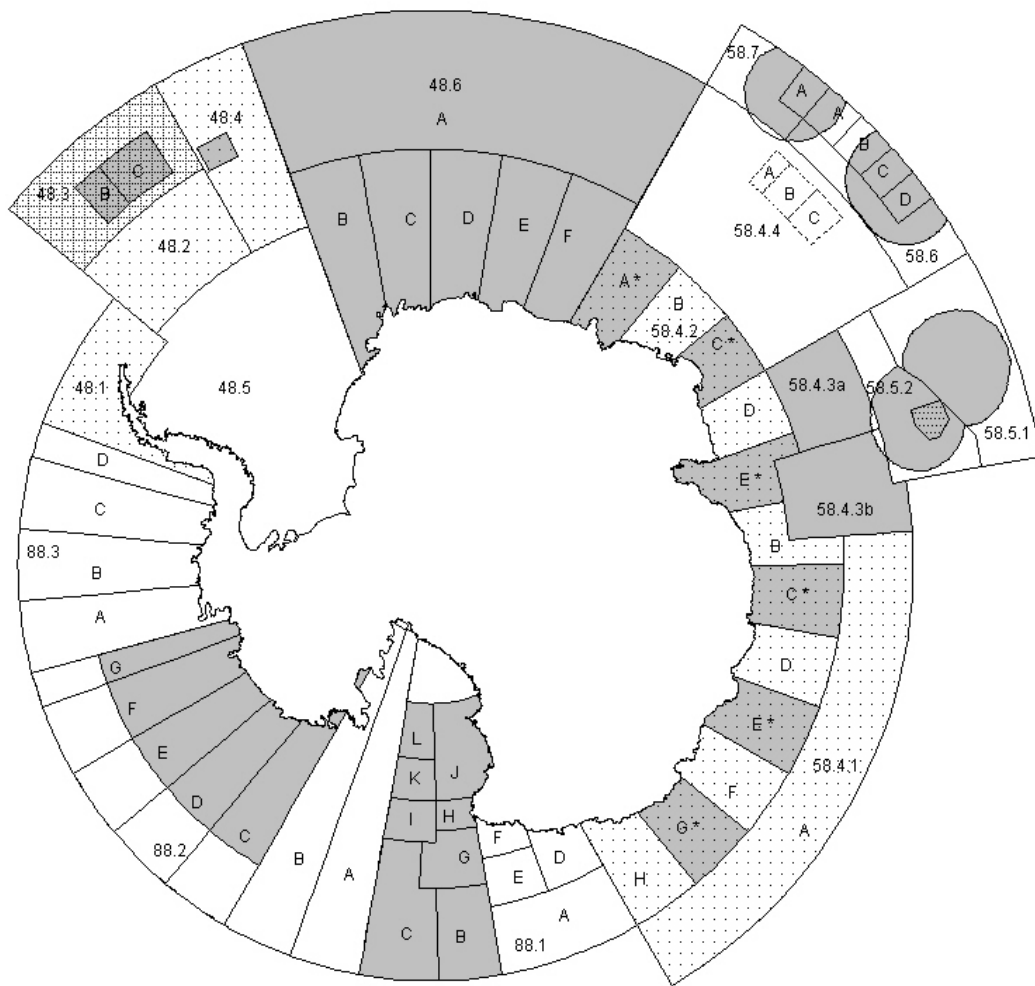 48.6
A
58.7
48.4
A
A
B
C
48.3
B
C
D
A
B
C
B
C
D
E
F
48.2
58.4.4
58.6
A*
B
58.4.2
C*
48.5
58.4.3a
58.5.2
48.1
D
58.5.1
D
E*
C
58.4.3b
B
88.3
B
C*
A
D
G
F
E
E*
L
J
58.4.1
K
F
D
I
H
G*
A
C
F
D
88.2
G
B
E
H
A
A
C
B
88.1